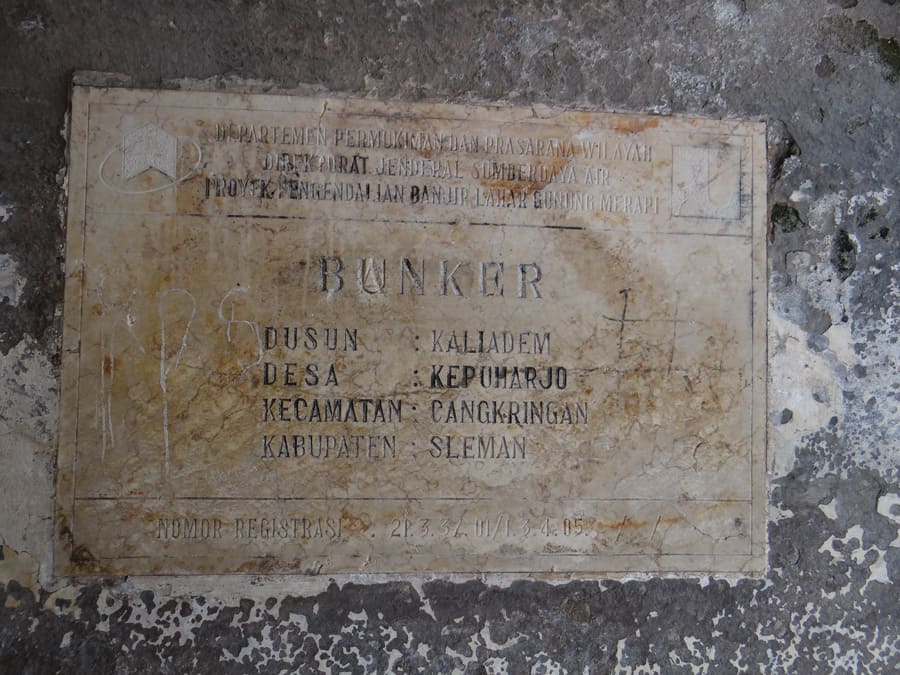 DEPARTEMEN PERMUKIMAN DAN PRASARANA WILAYAH
DIREKTORAT JENDERAL SUMBERDAYA AIR
PROYEK PENGENDALIAN BANJIR LAHAR GUNUNG MERAPI
BUNKER
DUSUN : KALIADEM
DESA : KEPUHARJO
KECAMATAN : CANGKRINGAN
KABUPATEN : SLEMAN
NOMOR REGISTRASI :